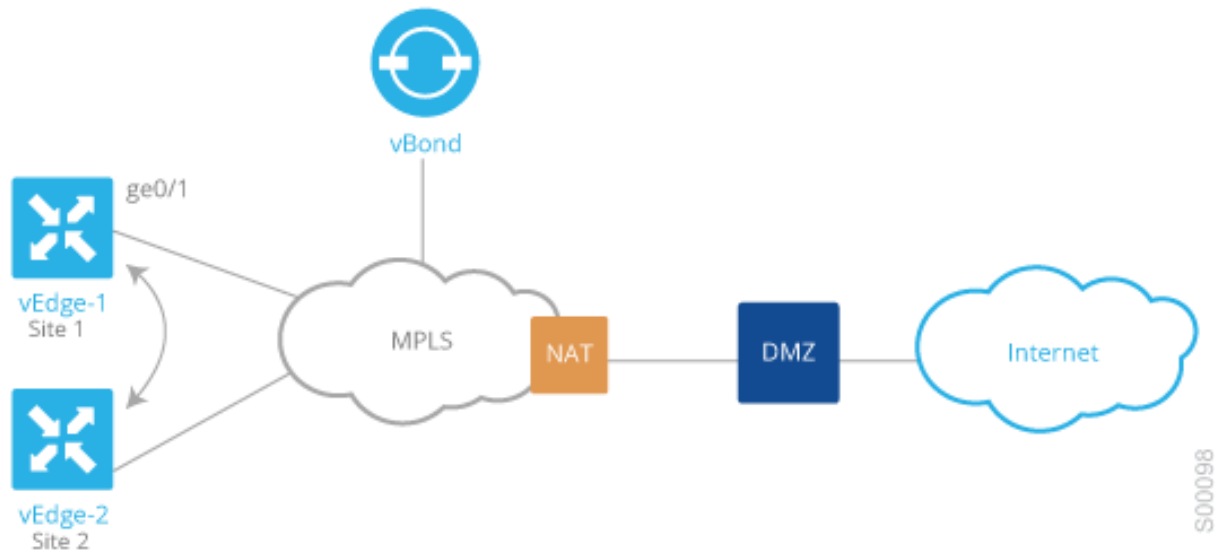 vBond
ge0/1
vEdge-1
Site 1
MPLS
NAT
DMZ
Internet
vEdge-2
Site 2
S00098